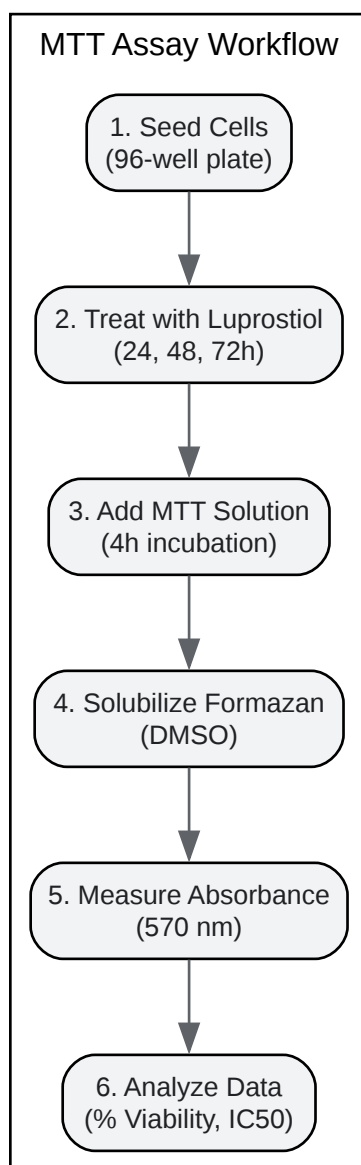 MTT Assay Workflow
1. Seed Cells
(96-well plate)
2. Treat with Luprostiol
(24, 48, 72h)
3. Add MTT Solution
(4h incubation)
4. Solubilize Formazan
(DMSO)
5. Measure Absorbance
(570 nm)
6. Analyze Data
(% Viability, IC50)